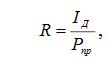 R = I_Д / P_пр ,